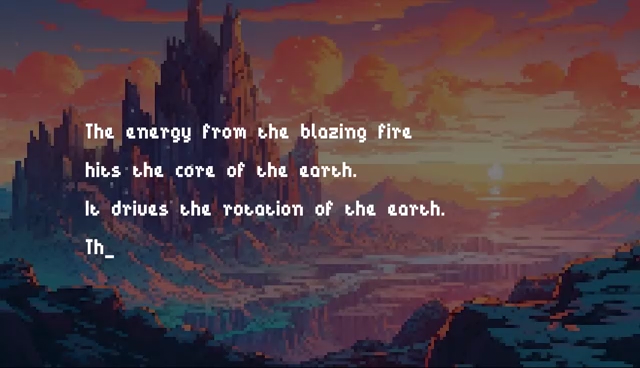 The energy from the blazing fire
hits the core of the earth.
It drives the rotation of the earth.
Th_